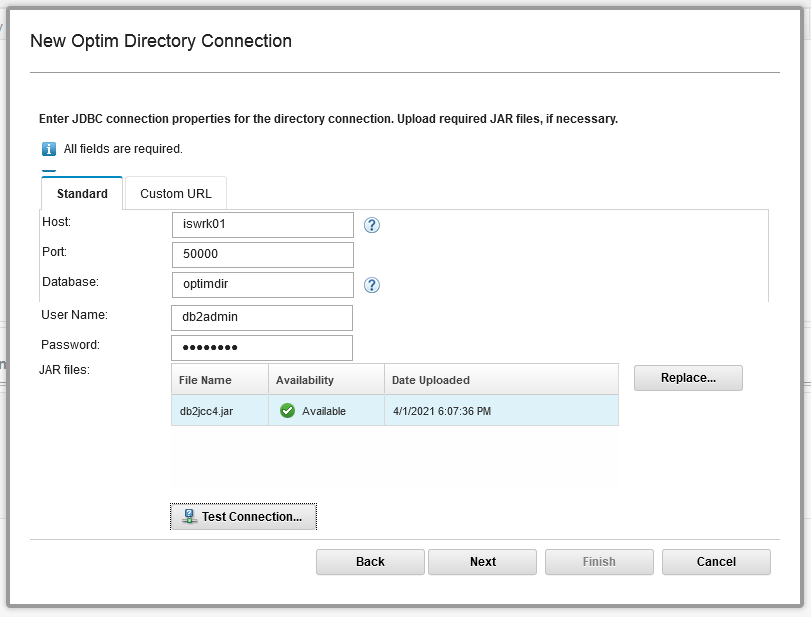 New Optim Directory Connection
Enter JDBC connection properties for the directory connection. Upload required JAR files, if necessary.
All fields are required.
Standard Custom URL
Host: iswrk01 ?
Port: 50000
Database: optimdir ?
User Name: db2admin
Password: ••••••••
JAR files:
File Name Availability Date Uploaded
Replace...
db2jcc4.jar Available 4/1/2021 6:07:36 PM
Test Connection...
Back Next Finish Cancel